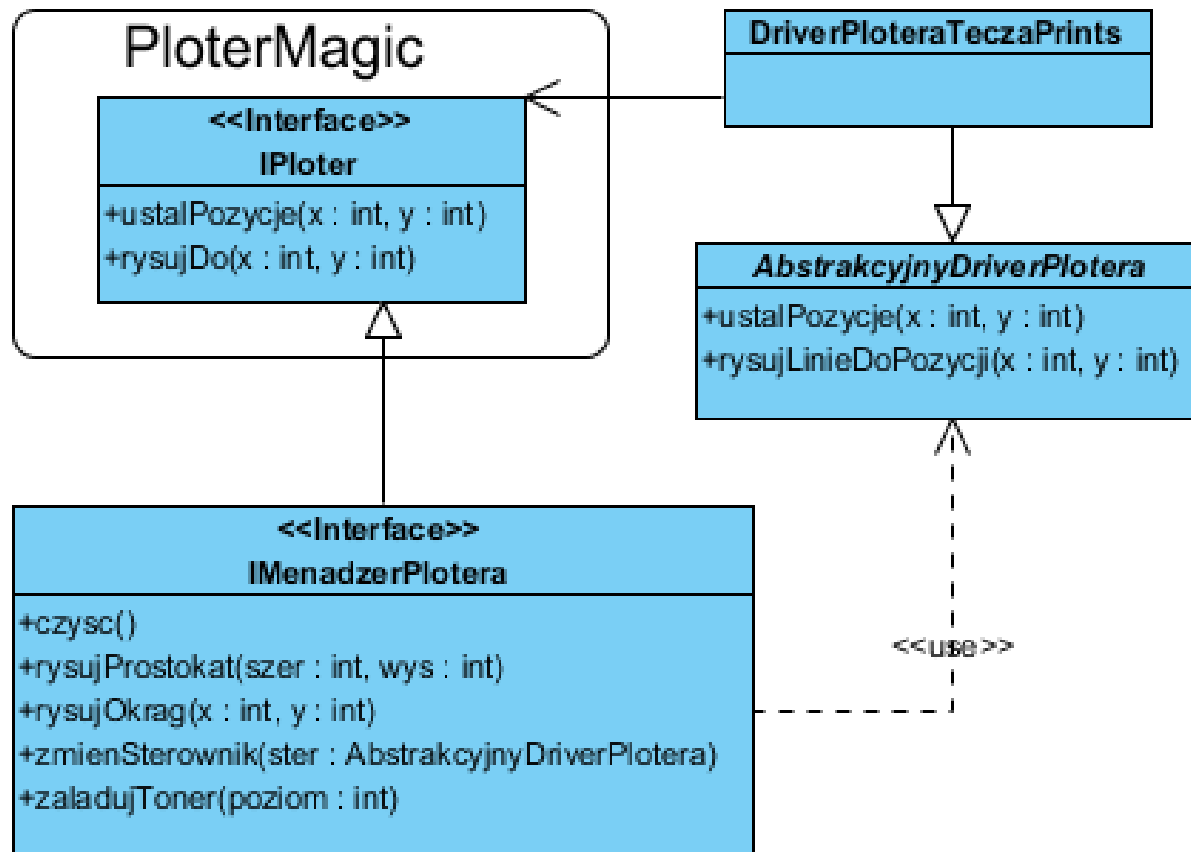 PloterMagic
<<Interface>>
IPloter
+ustalPozycje(x : int, y : int)
+rysujDo(x : int, y : int)
DriverPloteraTeczaPrints
AbstrakcyjnyDriverPlotera
+ustalPozycje(x : int, y : int)
+rysujLinieDoPozycji(x : int, y : int)
<<Interface>>
IMenadzerPlotera
+czysc()
+rysujProstokat(szer : int, wys : int)
+rysujOkrag(x : int, y : int)
+zmienSterownik(ster : AbstrakcyjnyDriverPlotera)
+zaladujToner(poziom : int)
<<use>>